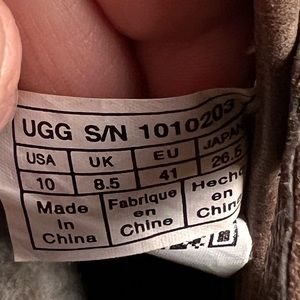 UGG S/N 1010203
USA UK EU JAPAN
10 8.5 41 26.5
Made Fabrique Hecho
in en en
China Chine China